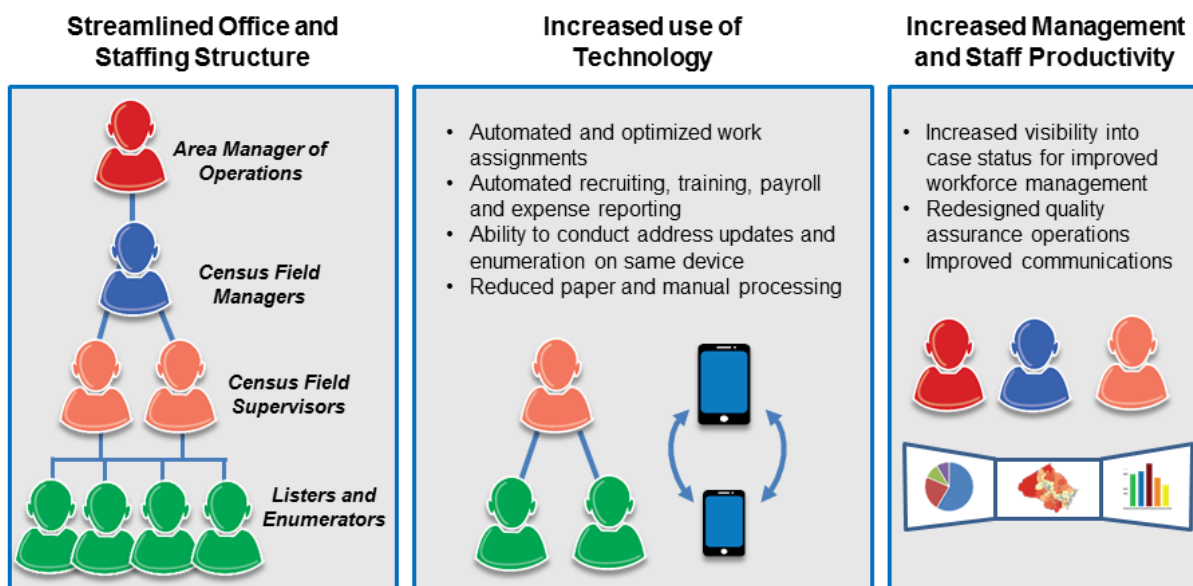 Streamlined Office and
Staffing Structure
Area Manager of
Operations
Census Field
Managers
Census Field
Supervisors
Listers and
Enumerators
Increased use of
Technology
• Automated and optimized work
assignments
• Automated recruiting, training, payroll
and expense reporting
• Ability to conduct address updates and
enumeration on same device
• Reduced paper and manual processing
Increased Management
and Staff Productivity
• Increased visibility into
case status for improved
workforce management
• Redesigned quality
assurance operations
• Improved communications